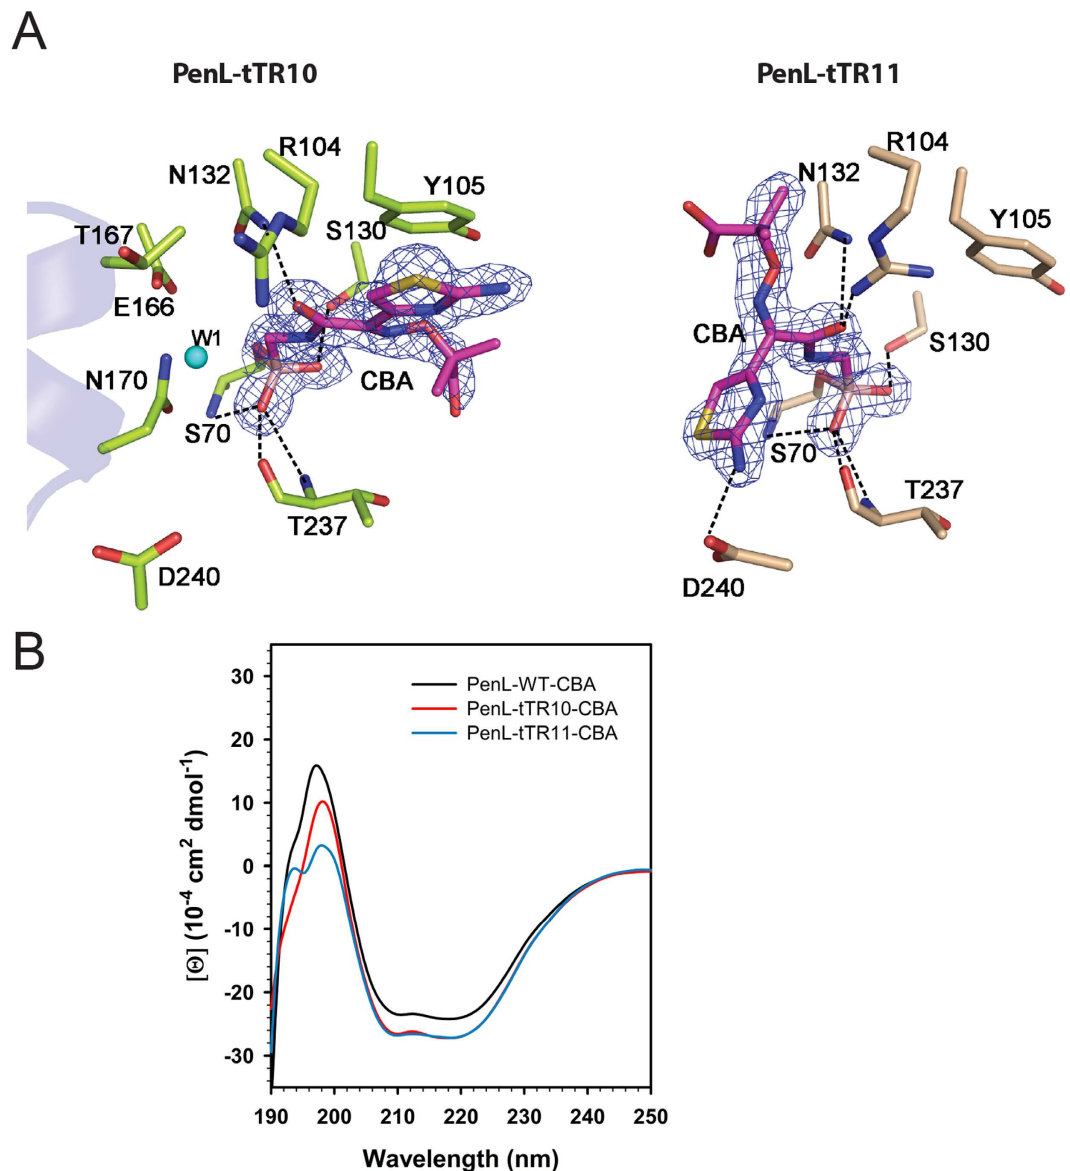 A
PenL-tTR10
PenL-tTR11
R104
N132
Y105
S130
T167
E166
W1
N170
CBA
S70
T237
D240
R104
N132
Y105
CBA
S130
S70
T237
D240
B
PenL-WT-CBA
PenL-tTR10-CBA
PenL-tTR11-CBA
30
20
10
0
-10
-20
-30
[Θ] (10⁻⁴ cm² dmol⁻¹)
190 200 210 220 230 240 250
Wavelength (nm)